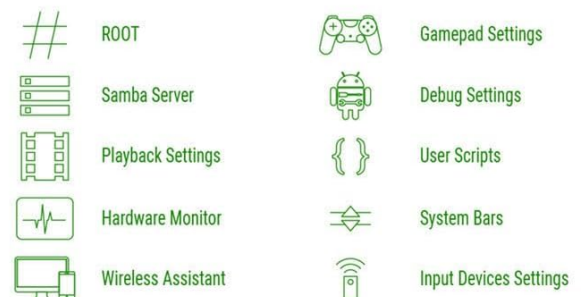 ROOT
Gamepad Settings
Samba Server
Debug Settings
Playback Settings
User Scripts
Hardware Monitor
System Bars
Wireless Assistant
Input Devices Settings